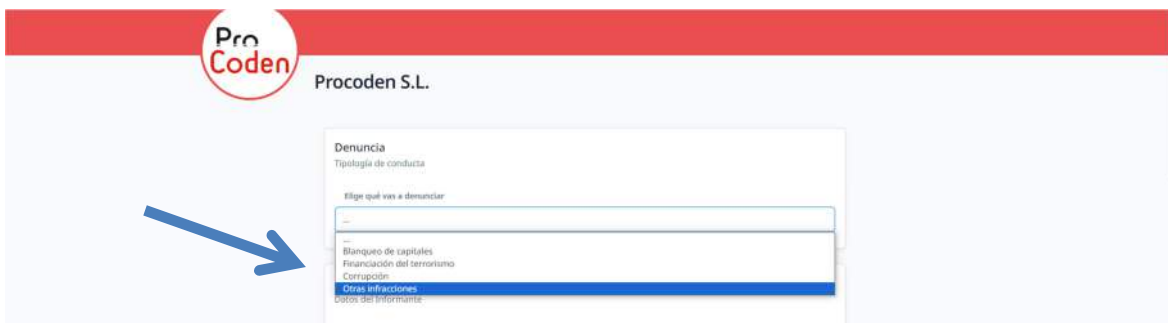 Pro
Coden
Procoden S.L.
Denuncia
Tipología de conducta
Elige qué vas a denunciar
...
...
Blanqueo de capitales
Financiación del terrorismo
Corrupción
Otras infracciones
Datos del Informante